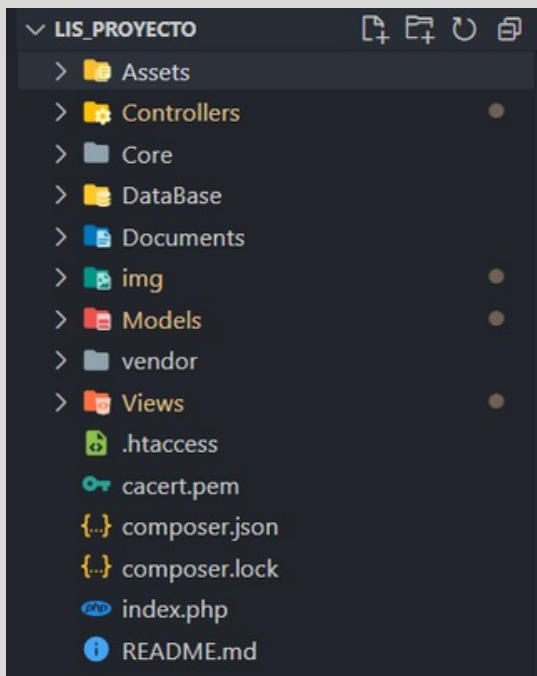 LIS_PROYECTO
Assets
Controllers
Core
DataBase
Documents
img
Models
vendor
Views
.htaccess
cacert.pem
{..} composer.json
{..} composer.lock
php index.php
README.md